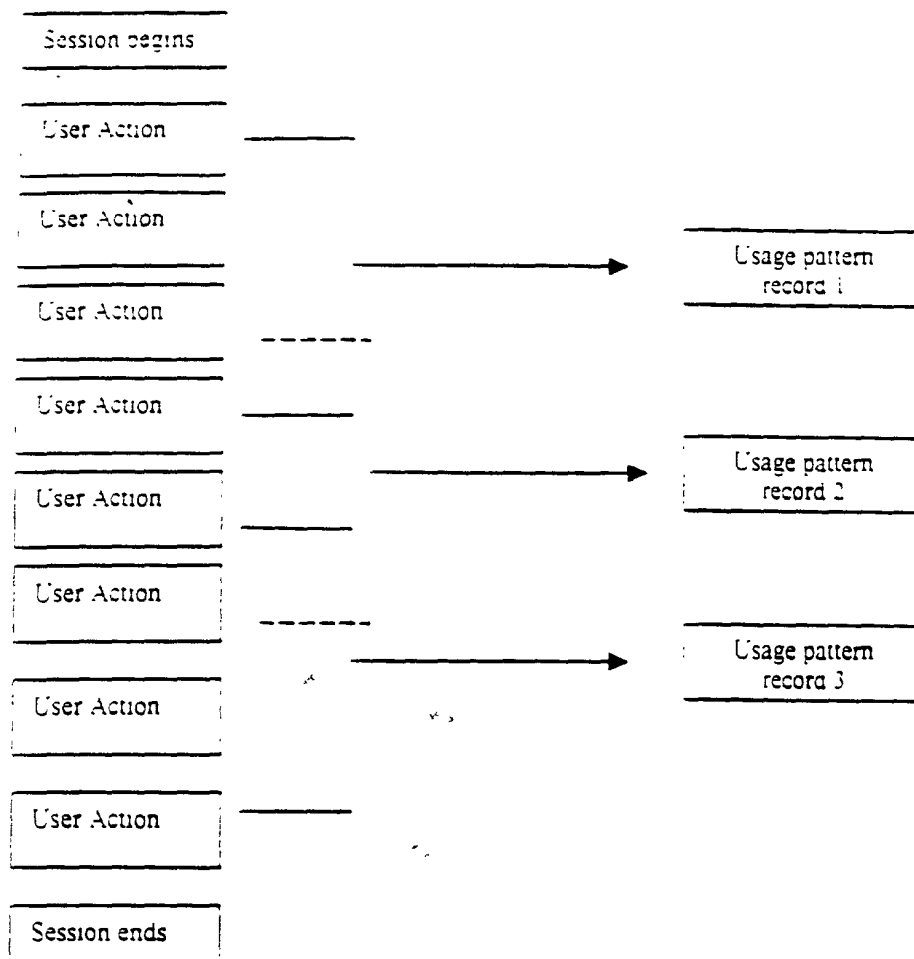 Session begins
User Action
User Action
User Action
User Action
User Action
User Action
User Action
User Action
Session ends
Usage pattern
record 1
Usage pattern
record 2
Usage pattern
record 3